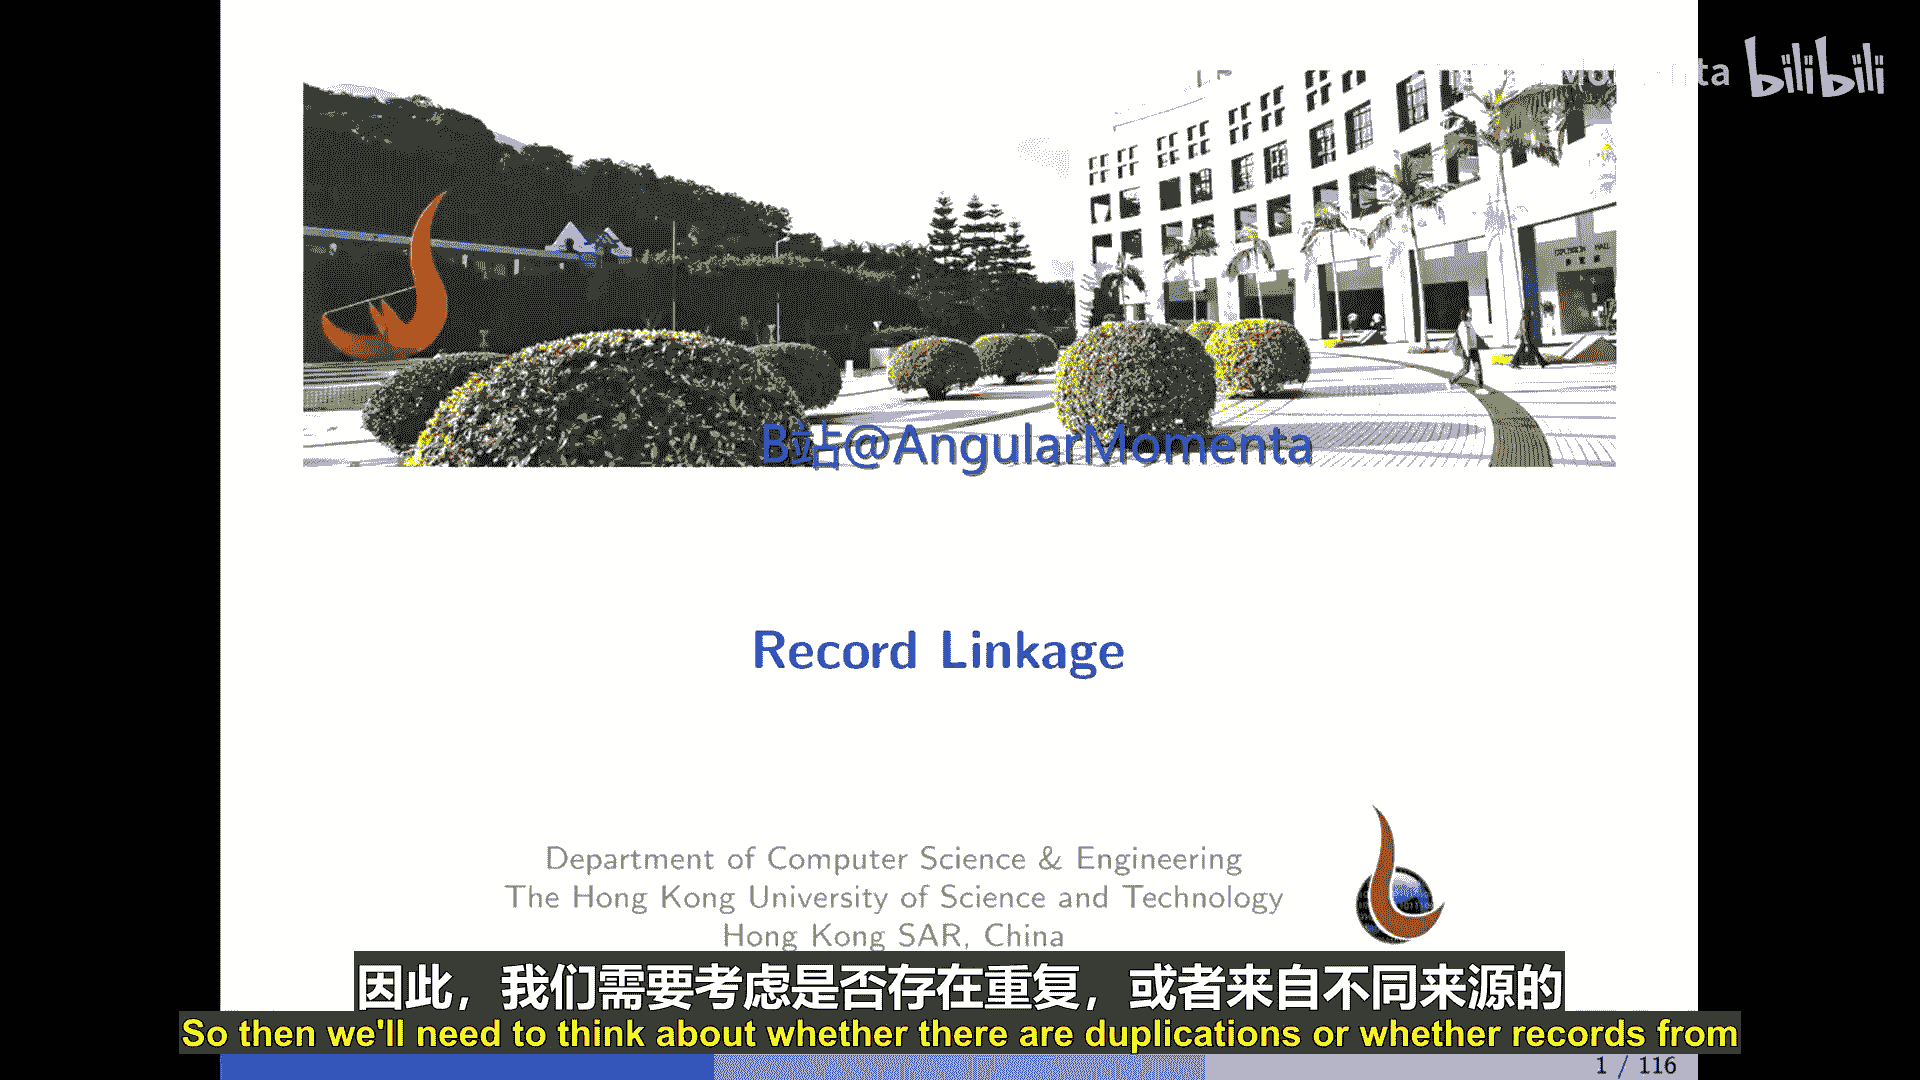 bilibili
B站@AngularMomenta
Record Linkage
Department of Computer Science & Engineering
The Hong Kong University of Science and Technology
Hong Kong SAR, China
因此，我们需要考虑是否存在重复，或者来自不同来源的
So then we'll need to think about whether there are duplications or whether records from
1 / 116